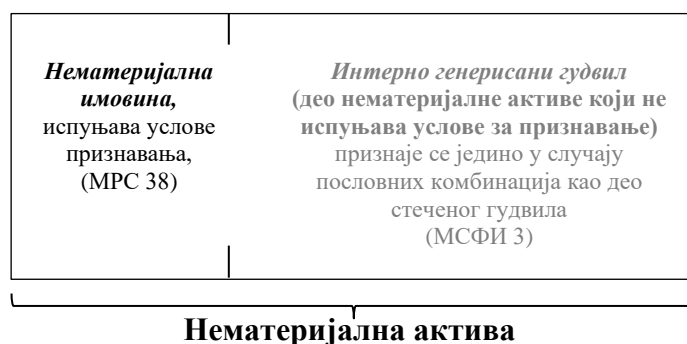 Нематеријална
имовина,
испуњава услове
признавања,
(МРС 38)
Интерно генерисани гудвил
(део нематеријалне активе који не
испуњава услове за признавање)
признаје се једино у случају
пословних комбинација као део
стеченог гудвила
(МСФИ 3)
Нематеријална актива